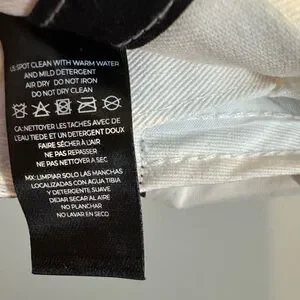 US:SPOT CLEAN WITH WARM WATER
AND MILD DETERGENT
AIR DRY DO NOT IRON
DO NOT DRY CLEAN
CA:NETTOYER LES TACHES AVEC DE
L'EAU TIEDE ET UN DETERGENT DOUX
FAIRE SÉCHER À L'AIR
NE PAS REPASSER
NE PAS NETTOYER A SEC
MX:LIMPIAR SOLO LAS MANCHAS
LOCALIZADAS CON AGUA TIBIA
Y DETERGENTE SUAVE
DEJAR SECAR AL AIRE
NO PLANCHAR
NO LAVAR EN SECO